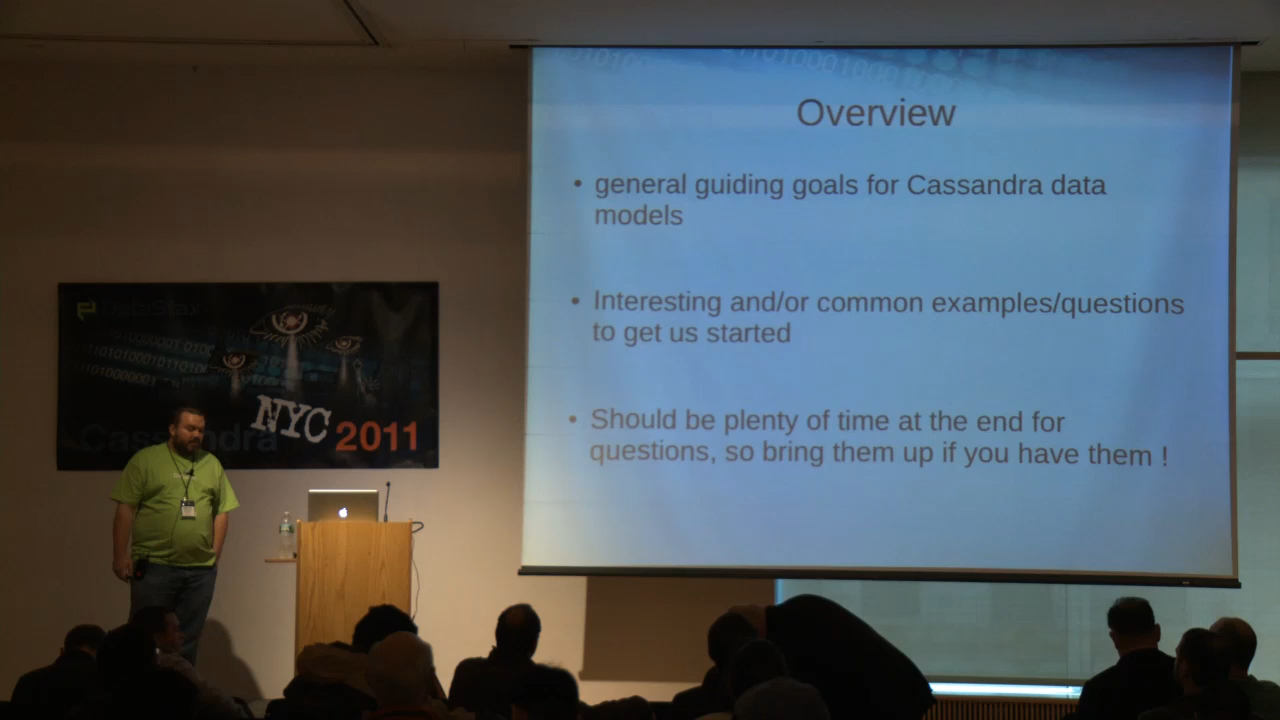 Overview
• general guiding goals for Cassandra data
models
• Interesting and/or common examples/questions
to get us started
• Should be plenty of time at the end for
questions, so bring them up if you have them !
DataStax
NYC
Cassandra 2011